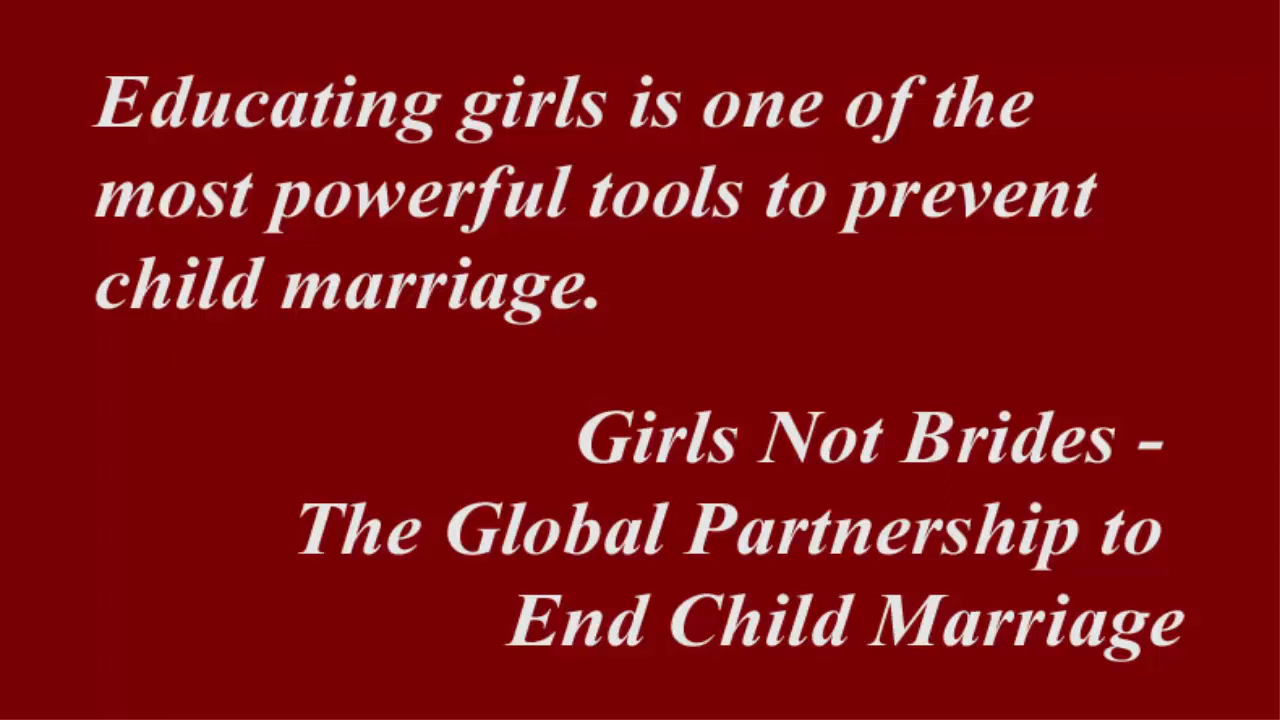 Educating girls is one of the
most powerful tools to prevent
child marriage.
Girls Not Brides -
The Global Partnership to
End Child Marriage